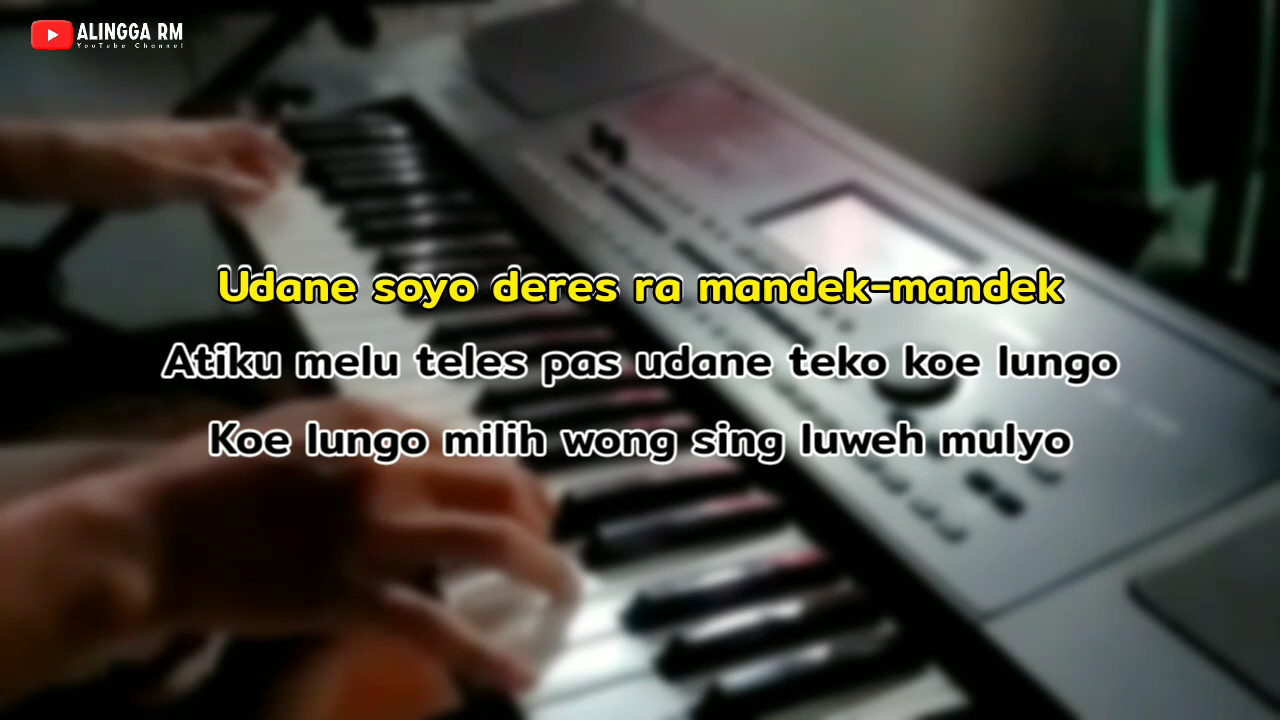 ALINGGA RM
YouTube Channel
Udane soyo deres ra mandek-mandek
Atiku melu teles pas udane teko koe lungo
Koe lungo milih wong sing luweh mulyo